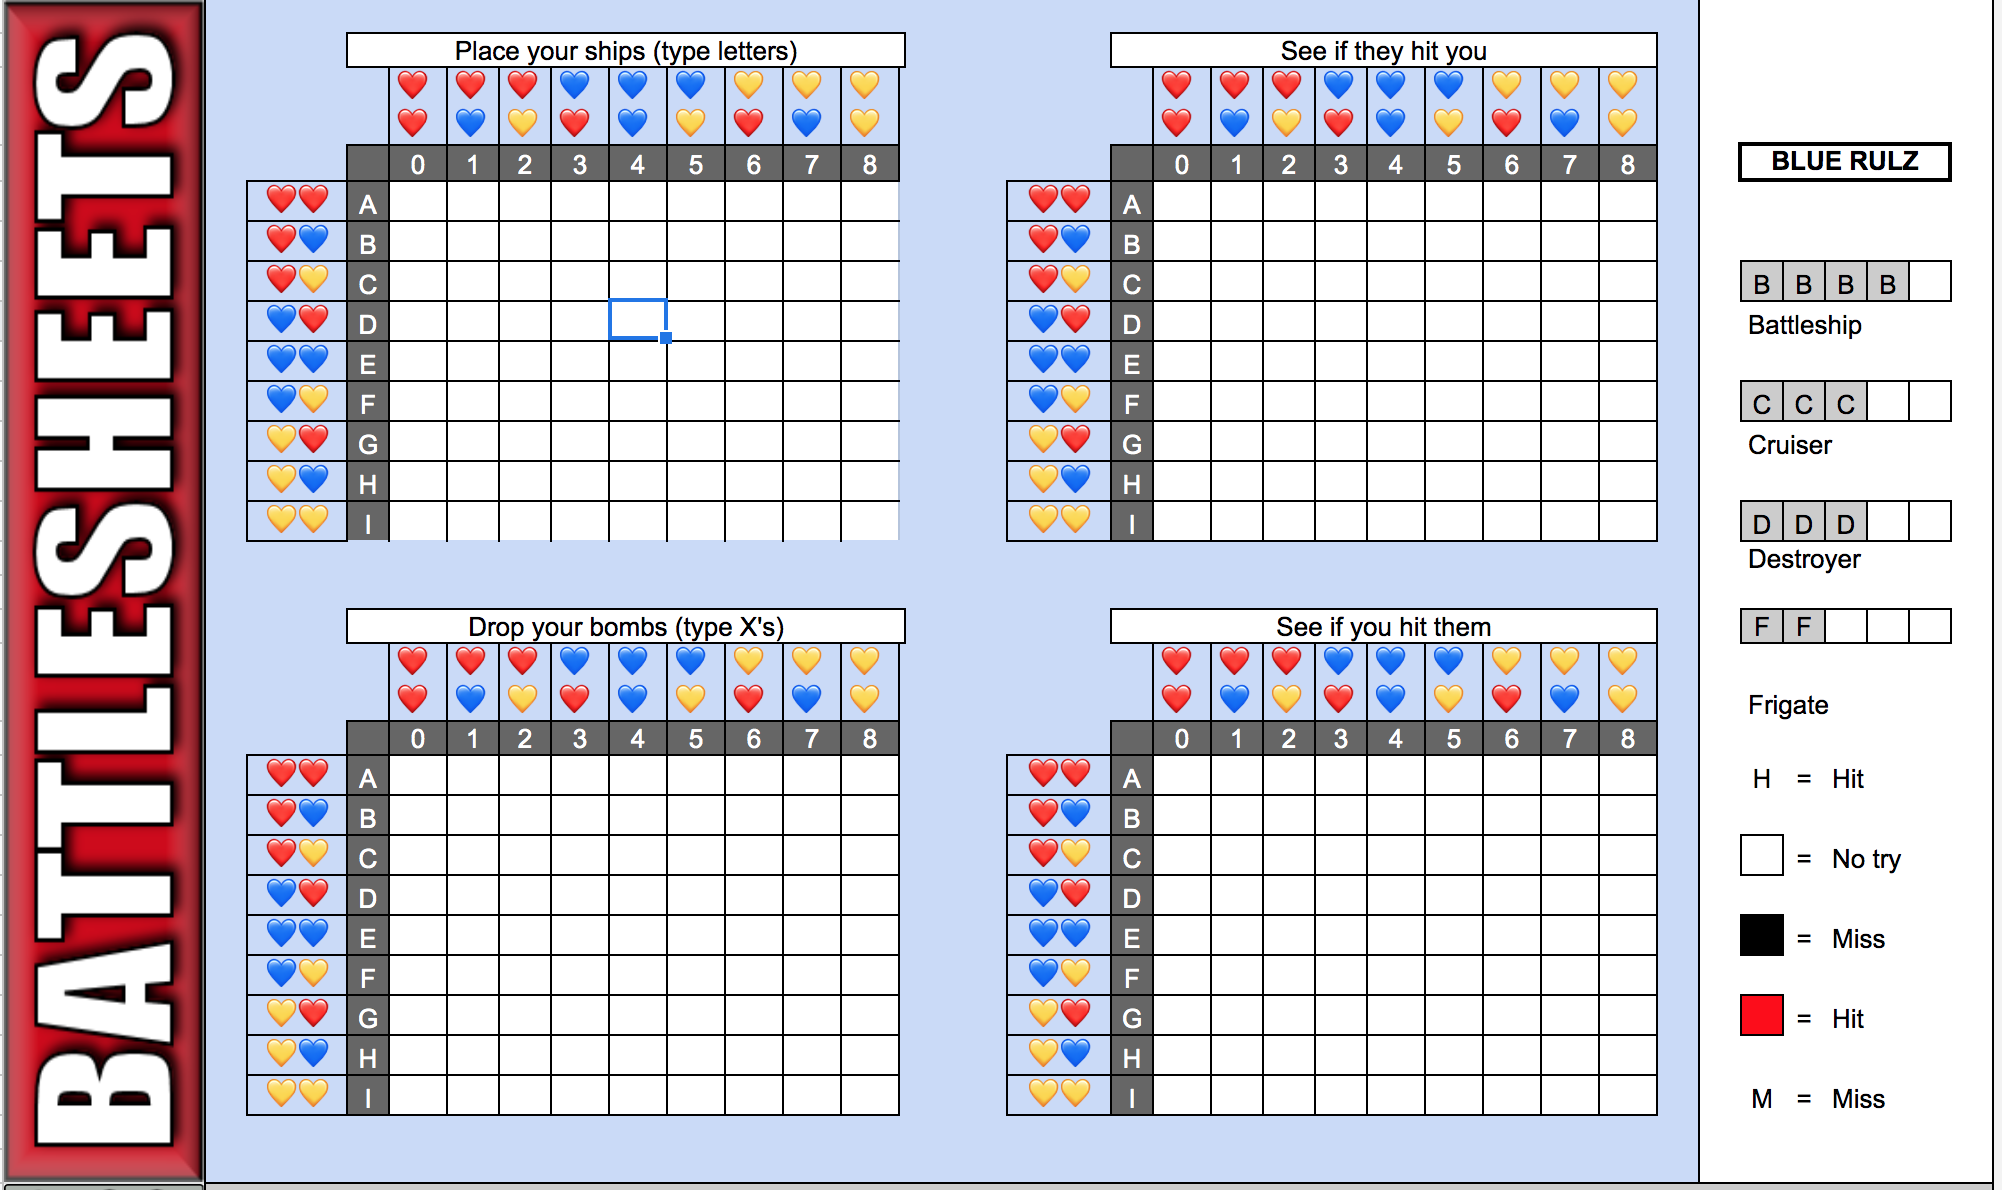 BATTLESHEETS
Place your ships (type letters)
0 1 2 3 4 5 6 7 8
A
B
C
D
E
F
G
H
I
See if they hit you
0 1 2 3 4 5 6 7 8
A
B
C
D
E
F
G
H
I
Drop your bombs (type X's)
0 1 2 3 4 5 6 7 8
A
B
C
D
E
F
G
H
I
See if you hit them
0 1 2 3 4 5 6 7 8
A
B
C
D
E
F
G
H
I
BLUE RULZ
B B B B
Battleship
C C C
Cruiser
D D D
Destroyer
F F
Frigate
H = Hit
= No try
= Miss
= Hit
M = Miss